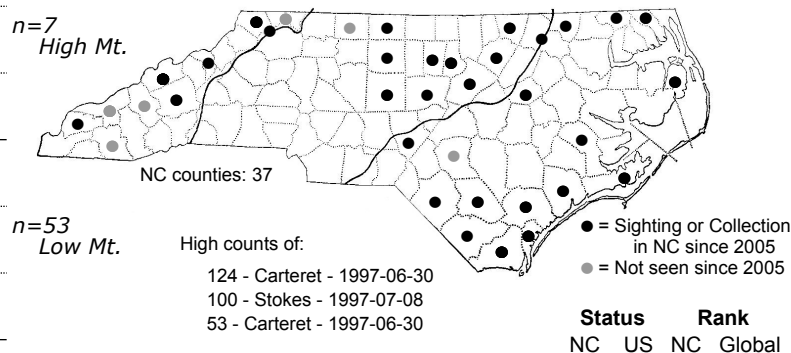 n=7
High Mt.
NC counties: 37
n=53
Low Mt.
High counts of:
124 - Carteret - 1997-06-30
100 - Stokes - 1997-07-08
53 - Carteret - 1997-06-30
= Sighting or Collection
in NC since 2005
= Not seen since 2005
Status Rank
NC US NC Global